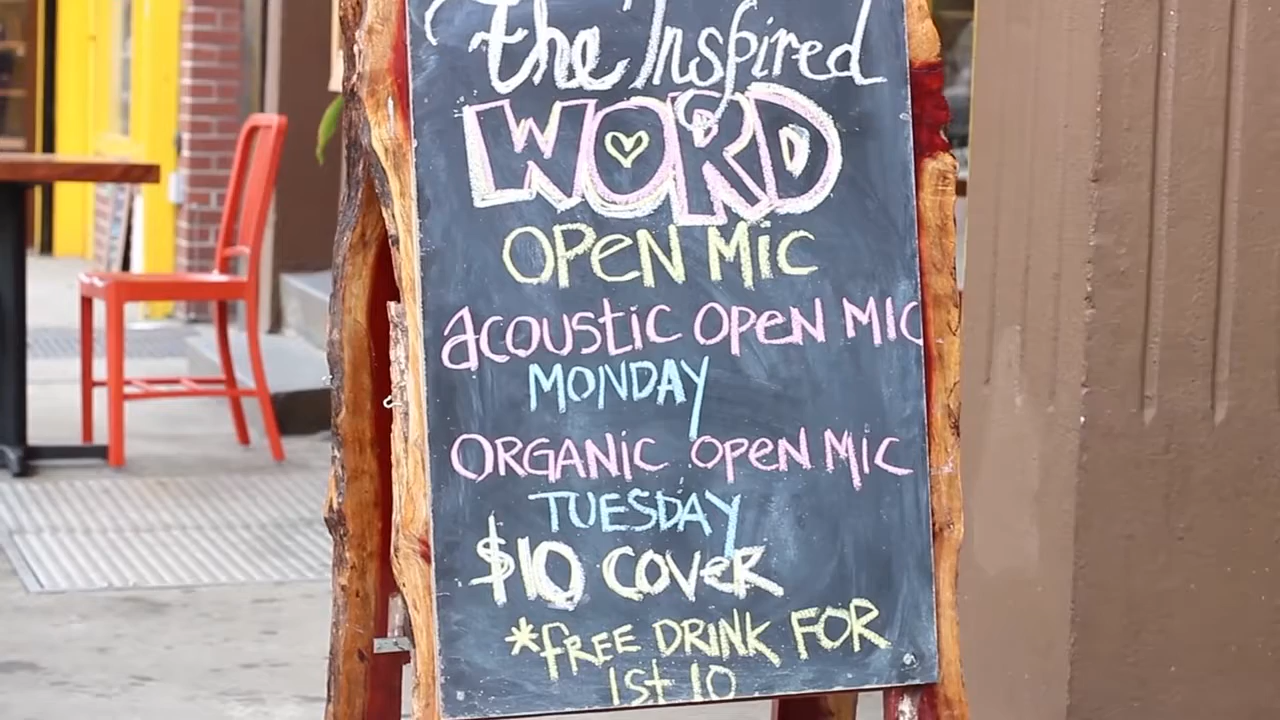 the Inspired
WORD
OPEN MiC
acoustic open MIC
MONDAY
ORGANiC open MiC
TUESDAY
$10 COVeR
*fREE DRiNK FOR
1st 10